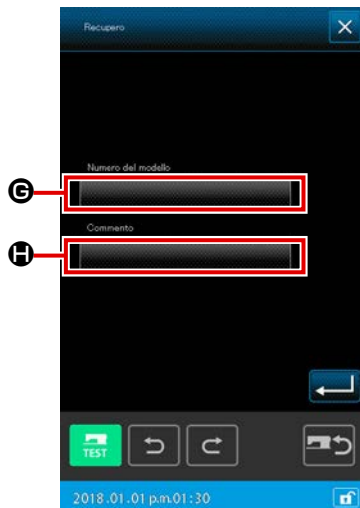 Recupero
Numero del modello
G
Commento
H
TEST
2018.01.01 p.m.01:30